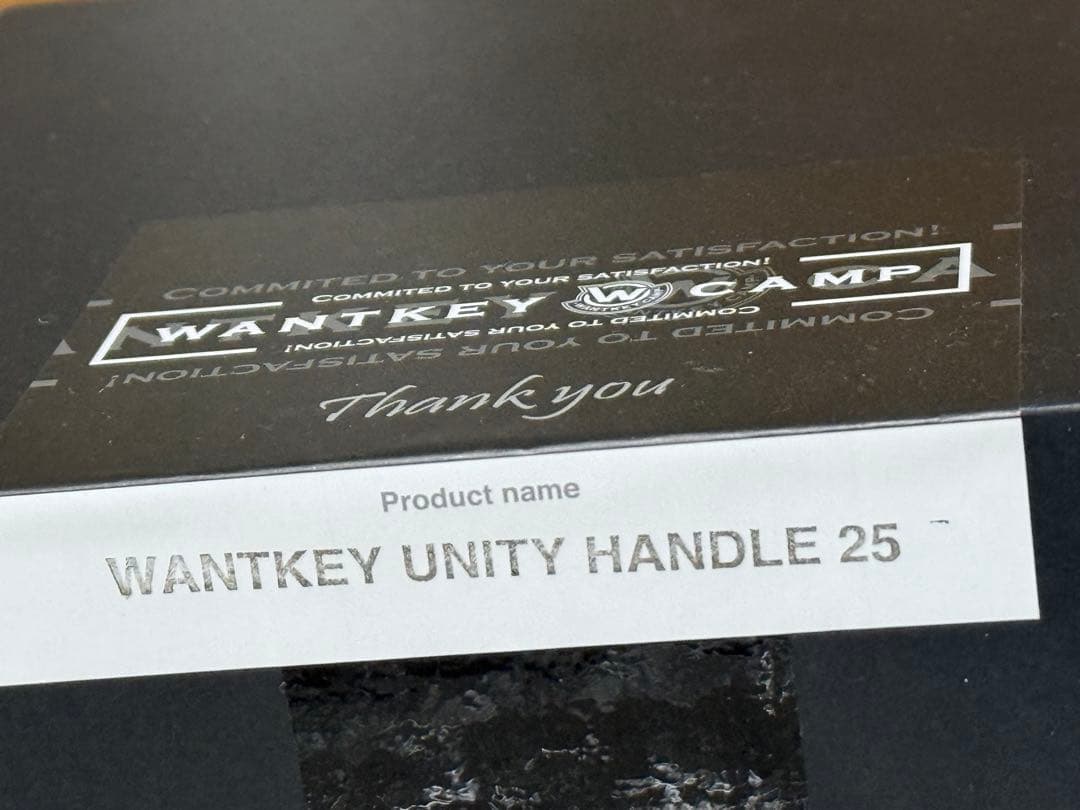 COMMITED TO YOUR SATISFACTION!
COMMITED TO YOUR SATISFACTION!
WANTKEY W CAMP
COMMITED TO YOUR SATISFACTION!
COMMITED TO YOUR SATISFACTION!
Thank you
Product name
WANTKEY UNITY HANDLE 25